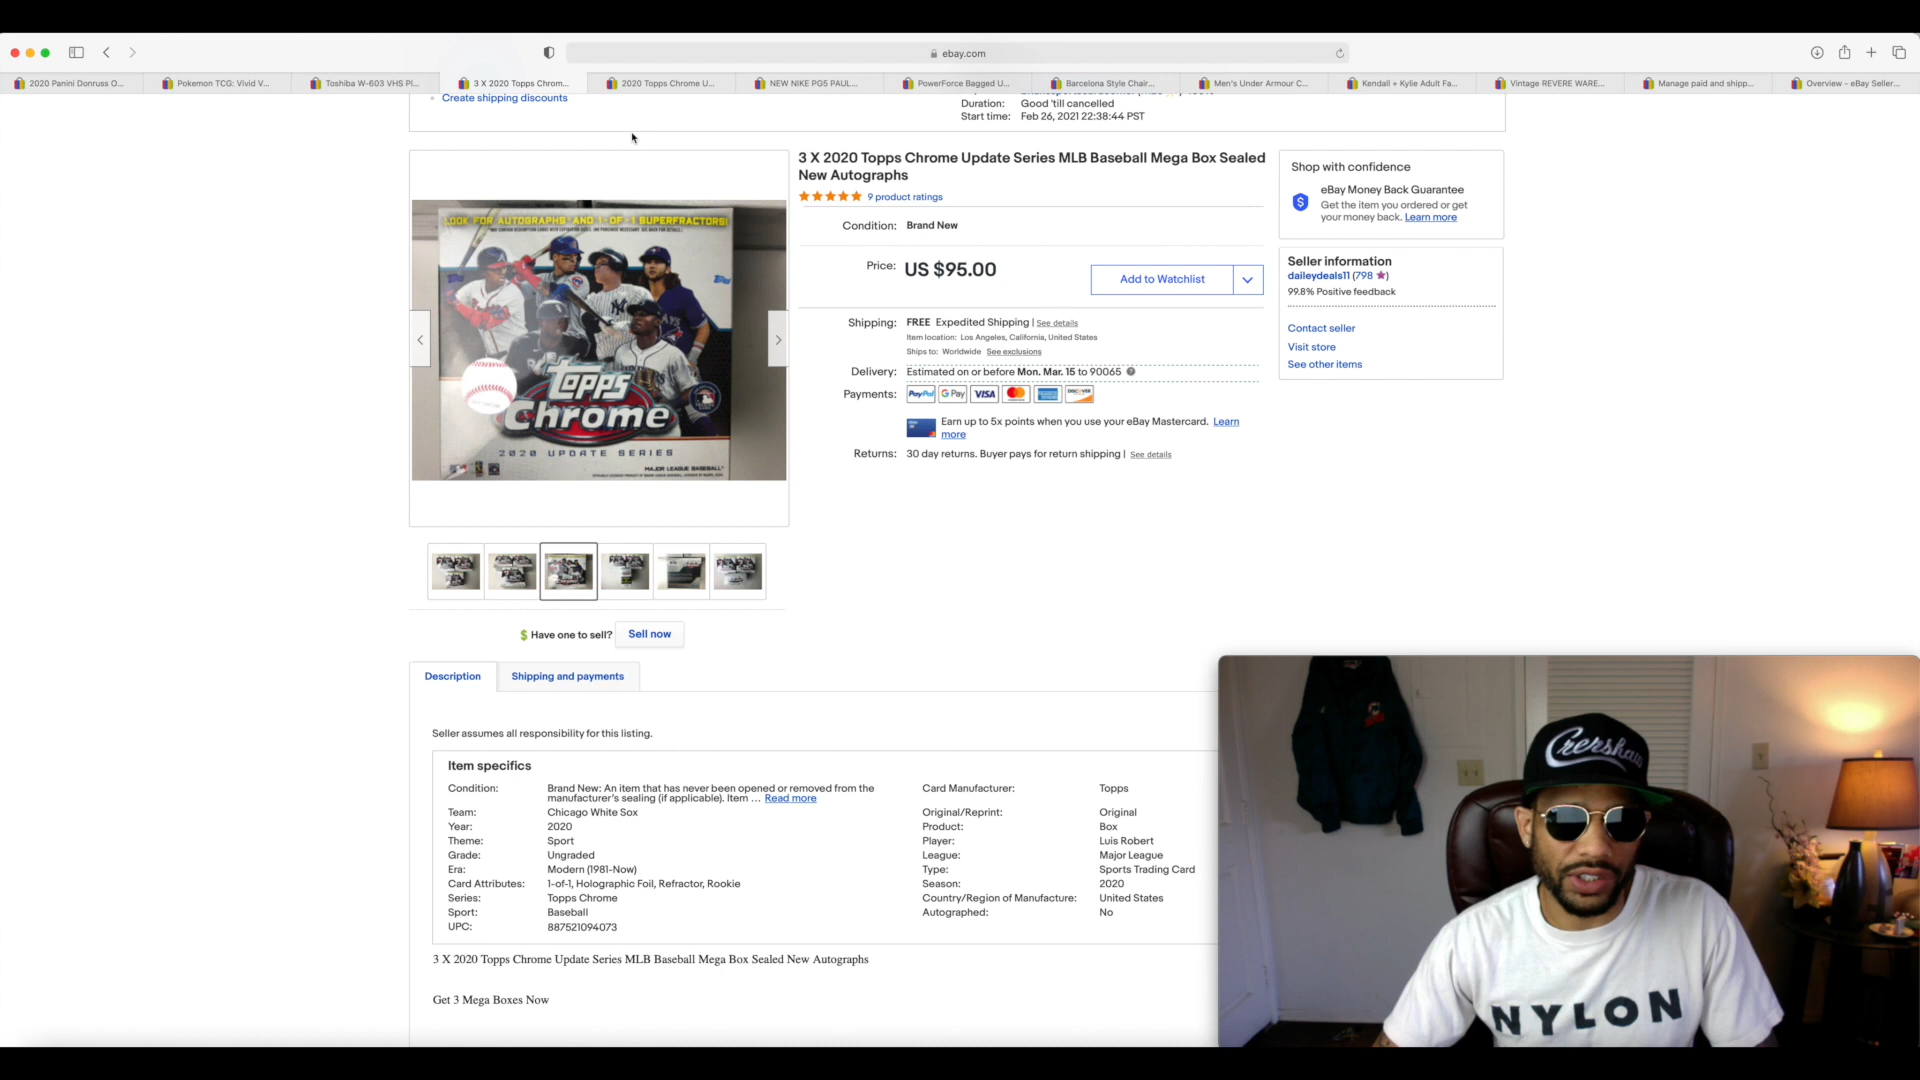 ebay.com
2020 Panini Donruss O...
Pokemon TCG: Vivid V...
Toshiba W-603 VHS Pl...
3 X 2020 Topps Chrom...
2020 Topps Chrome U...
NEW NIKE PG5 PAUL...
PowerForce Bagged U...
Barcelona Style Chair...
Men's Under Armour C...
Kendall + Kylie Adult Fa...
Vintage REVERE WARE...
Manage paid and shipp...
Overview - eBay Seller...
Create shipping discounts
Duration: Good 'till cancelled
Start time: Feb 26, 2021 22:38:44 PST
LOOK FOR AUTOGRAPHS AND 1-OF-1 SUPERFRACTORS!
Topps
Chrome
2020 UPDATE SERIES
MAJOR LEAGUE BASEBALL
3 X 2020 Topps Chrome Update Series MLB Baseball Mega Box Sealed
New Autographs
9 product ratings
Condition: Brand New
Price: US $95.00
Add to Watchlist
Shipping: FREE Expedited Shipping | See details
Item location: Los Angeles, California, United States
Ships to: Worldwide See exclusions
Delivery: Estimated on or before Mon. Mar. 15 to 90065
Payments: PayPal G Pay VISA DISCOVER
Earn up to 5x points when you use your eBay Mastercard. Learn
more
Returns: 30 day returns. Buyer pays for return shipping | See details
Shop with confidence
eBay Money Back Guarantee
Get the item you ordered or get
your money back. Learn more
Seller information
daileydeals11 (798)
99.8% Positive feedback
Contact seller
Visit store
See other items
$ Have one to sell? Sell now
Description
Shipping and payments
Seller assumes all responsibility for this listing.
Item specifics
Condition: Brand New: An item that has never been opened or removed from the
manufacturer's sealing (if applicable). Item ... Read more
Team: Chicago White Sox
Year: 2020
Theme: Sport
Grade: Ungraded
Era: Modern (1981-Now)
Card Attributes: 1-of-1, Holographic Foil, Refractor, Rookie
Series: Topps Chrome
Sport: Baseball
UPC: 887521094073
Card Manufacturer: Topps
Original/Reprint: Original
Product: Box
Player: Luis Robert
League: Major League
Type: Sports Trading Card
Season: 2020
Country/Region of Manufacture: United States
Autographed: No
3 X 2020 Topps Chrome Update Series MLB Baseball Mega Box Sealed New Autographs
Get 3 Mega Boxes Now
Crenshaw
NYLON